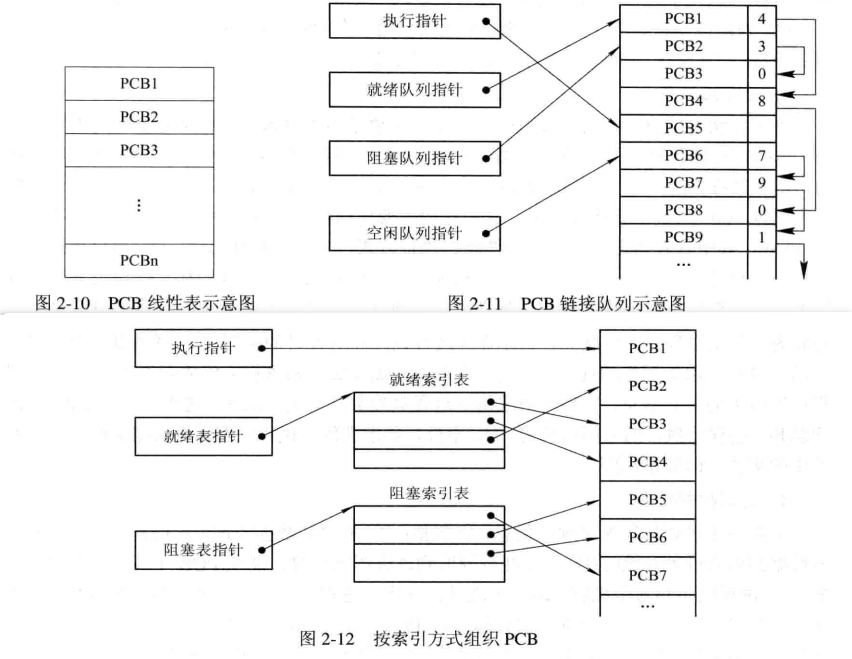 PCB1
PCB2
PCB3
⋮
PCBn
图 2-10 PCB 线性表示意图
执行指针
就绪队列指针
阻塞队列指针
空闲队列指针
PCB1 4
PCB2 3
PCB3 0
PCB4 8
PCB5
PCB6 7
PCB7 9
PCB8 0
PCB9 1
…
图 2-11 PCB 链接队列示意图
执行指针
就绪表指针
阻塞表指针
就绪索引表
阻塞索引表
PCB1
PCB2
PCB3
PCB4
PCB5
PCB6
PCB7
…
图 2-12 按索引方式组织 PCB